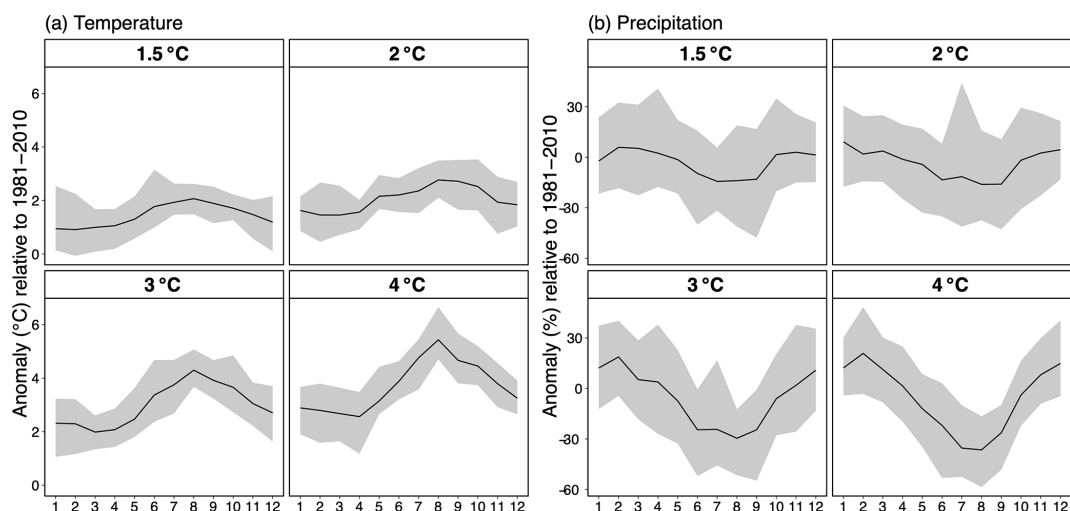 (a) Temperature
(b) Precipitation
1.5 °C
2 °C
1.5 °C
2 °C
Anomaly (°C) relative to 1981−2010
6
4
2
0
Anomaly (%) relative to 1981−2010
30
0
-30
-60
3 °C
4 °C
3 °C
4 °C
6
4
2
0
30
0
-30
-60
1 2 3 4 5 6 7 8 9 10 11 12
1 2 3 4 5 6 7 8 9 10 11 12
1 2 3 4 5 6 7 8 9 10 11 12
1 2 3 4 5 6 7 8 9 10 11 12